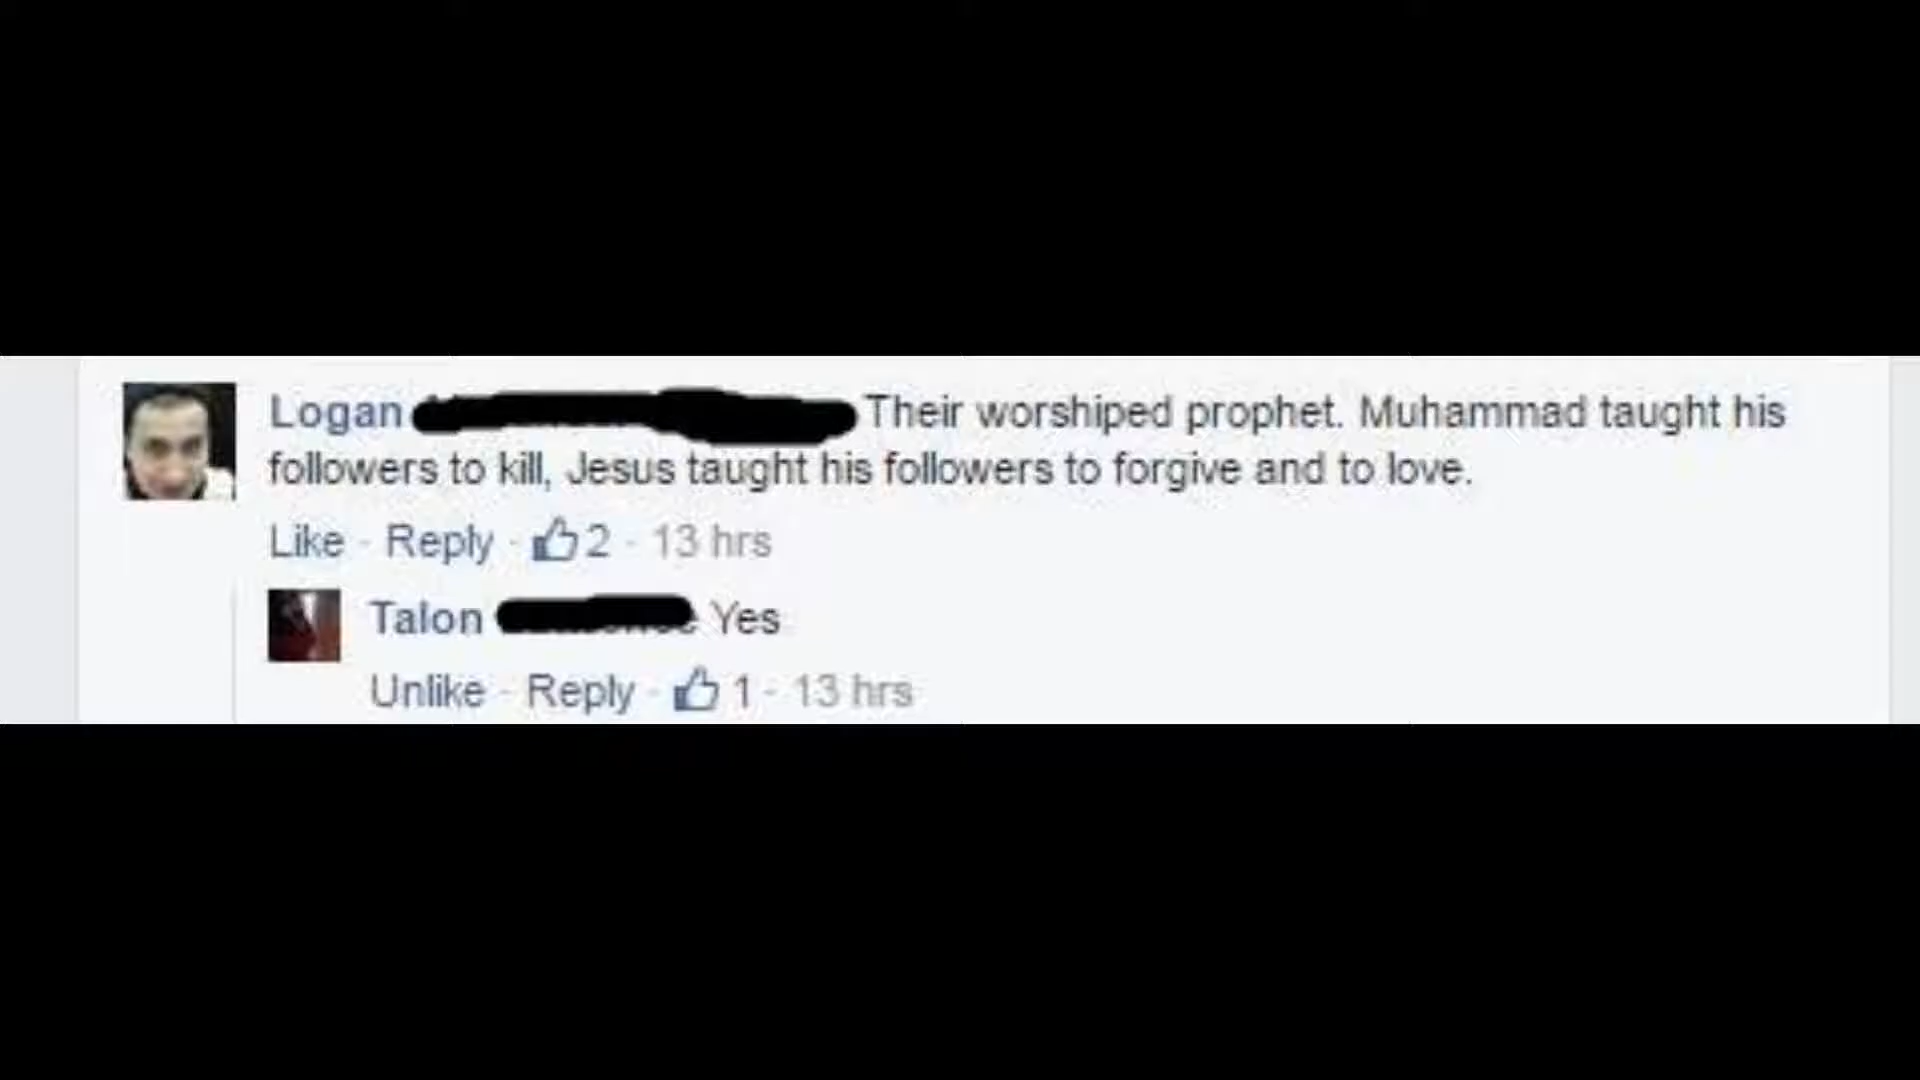 Logan Their worshiped prophet. Muhammad taught his
followers to kill, Jesus taught his followers to forgive and to love.
Like · Reply · 2 · 13 hrs
Talon Yes
Unlike · Reply · 1 · 13 hrs